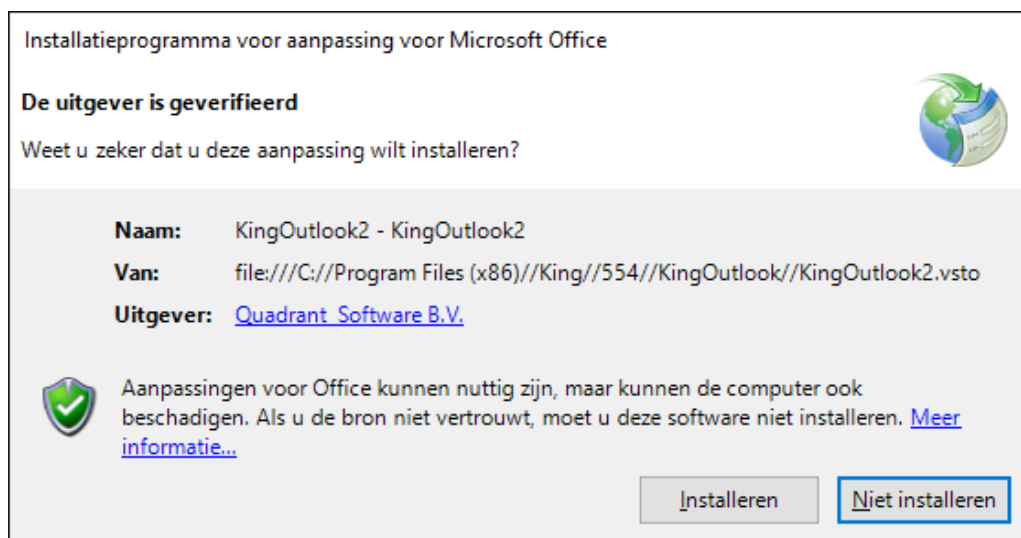 Installatieprogramma voor aanpassing voor Microsoft Office
De uitgever is geverifieerd
Weet u zeker dat u deze aanpassing wilt installeren?
Naam: KingOutlook2 - KingOutlook2
Van: file:///C://Program Files (x86)//King//554//KingOutlook//KingOutlook2.vsto
Uitgever: Quadrant Software B.V.
Aanpassingen voor Office kunnen nuttig zijn, maar kunnen de computer ook
beschadigen. Als u de bron niet vertrouwt, moet u deze software niet installeren. Meer
informatie...
Installeren Niet installeren